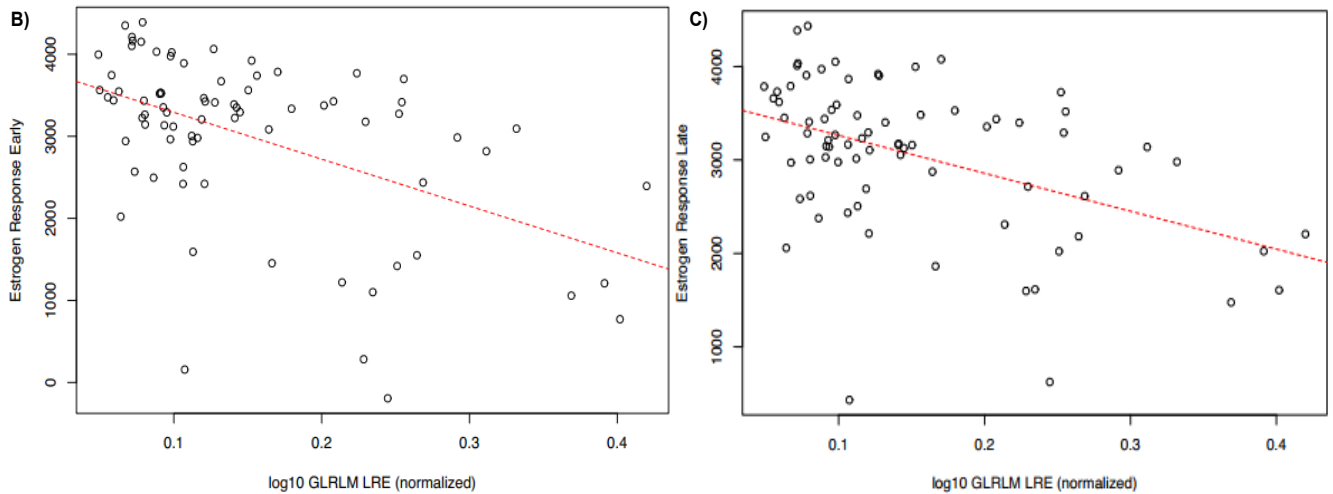 B)
Estrogen Response Early
4000
3000
2000
1000
0
0.1 0.2 0.3 0.4
log10 GLRLM LRE (normalized)
C)
Estrogen Response Late
4000
3000
2000
1000
0.1 0.2 0.3 0.4
log10 GLRLM LRE (normalized)